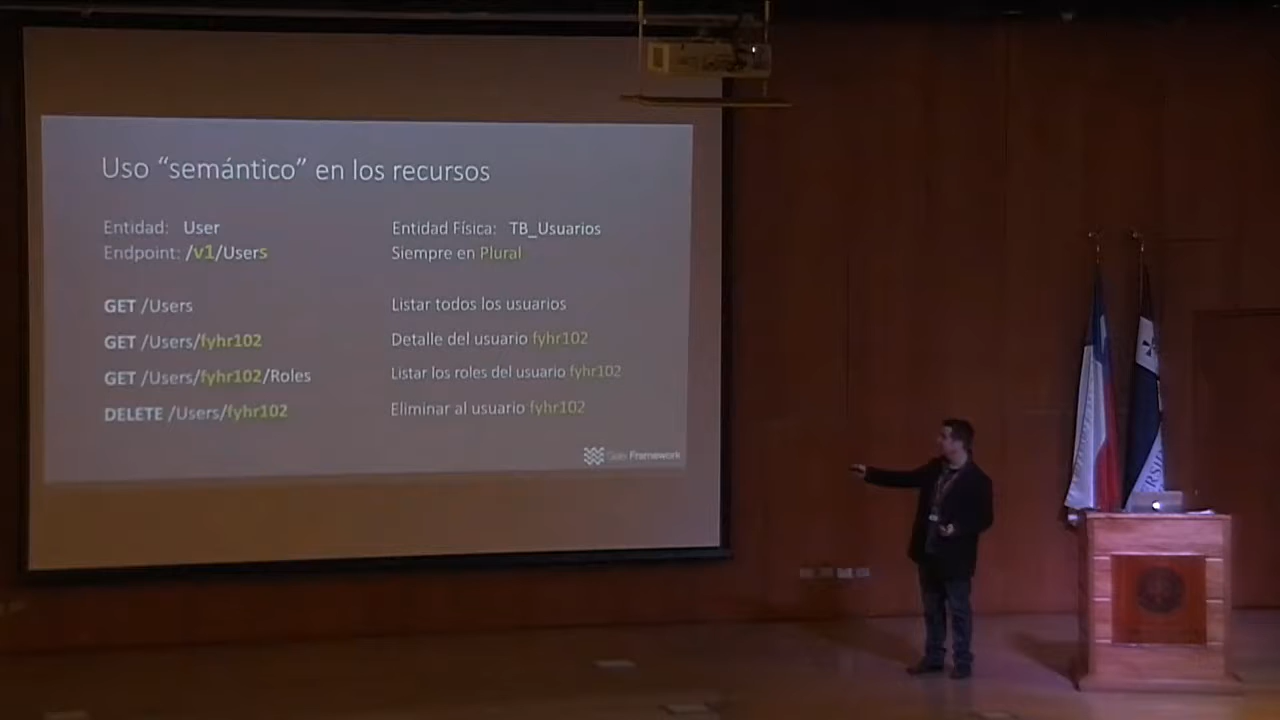 Uso “semántico” en los recursos
Entidad: User
Entidad Física: TB_Usuarios
Endpoint: /v1/Users
Siempre en Plural
GET /Users
Listar todos los usuarios
GET /Users/fyhr102
Detalle del usuario fyhr102
GET /Users/fyhr102/Roles
Listar los roles del usuario fyhr102
DELETE /Users/fyhr102
Eliminar al usuario fyhr102
Framework